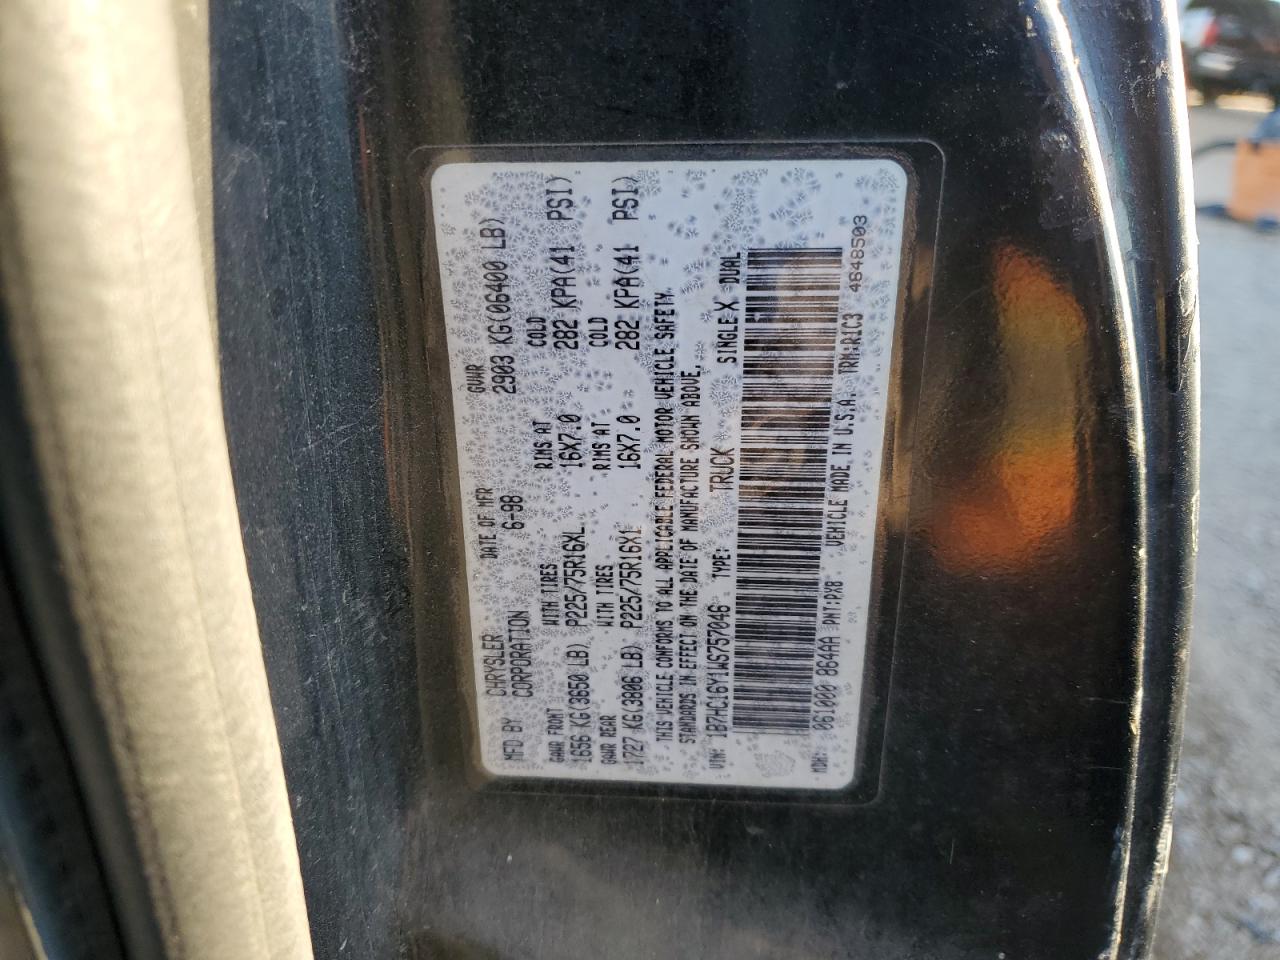 MFD BY CHRYSLER CORPORATION DATE OF MFR 6-98 GVWR 2903 KG(06400 LB)
GAWR FRONT WITH TIRES RIMS AT COLD
1656 KG(3650 LB) P225/75R16XL 16X7.0 282 KPA(41 PSI)
GAWR REAR WITH TIRES RIMS AT COLD
1727 KG(3806 LB) P225/75R16X1 16X7.0 282 KPA(41 PSI)
THIS VEHICLE CONFORMS TO ALL APPLICABLE FEDERAL MOTOR VEHICLE SAFETY
STANDARDS IN EFFECT ON THE DATE OF MANUFACTURE SHOWN ABOVE.
VIN: 1B7HC16Y1WS757046 TYPE: TRUCK SINGLE X DUAL
MDH: 061000 864AA PNT:PX8 VEHICLE MADE IN U.S.A. TRM:R1C3 4648503